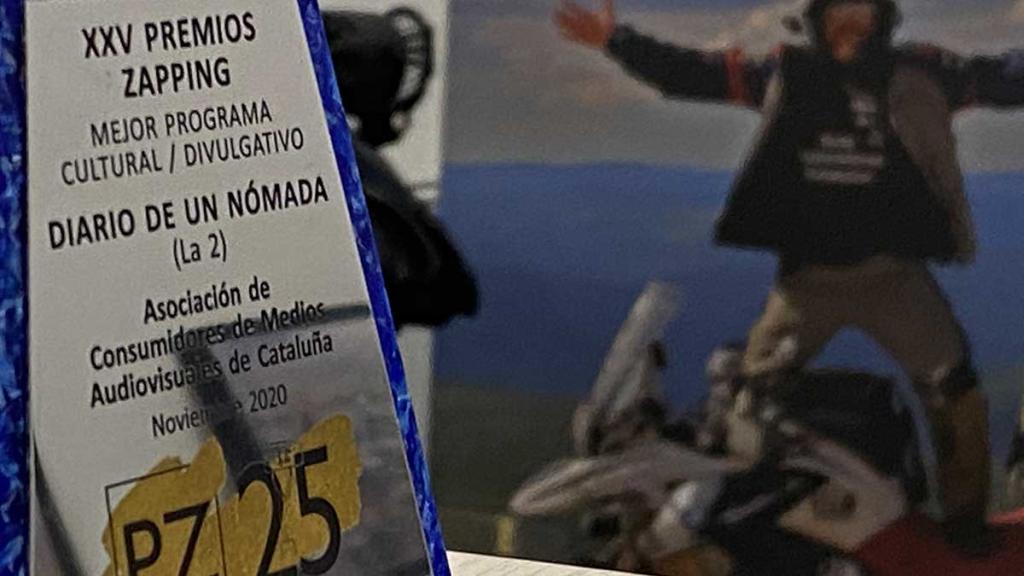 XXV PREMIOS
ZAPPING
MEJOR PROGRAMA
CULTURAL / DIVULGATIVO
DIARIO DE UN NÓMADA
(La 2)
Asociación de
Consumidores de Medios
Audiovisuales de Cataluña
Noviembre 2020
PZ 25